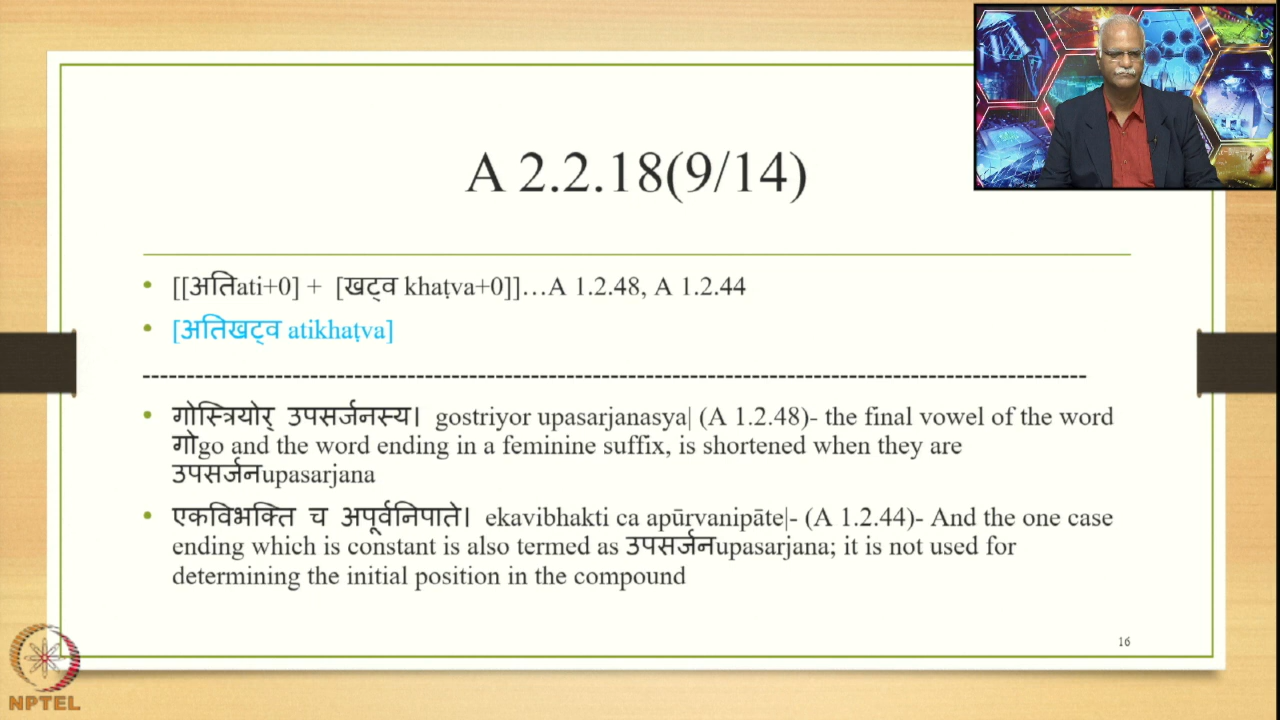 A 2.2.18(9/14)
• [[अतिati+0] + [खट्व khaṭva+0]]…A 1.2.48, A 1.2.44
• [अतिखट्व atikhaṭva]
• गोस्त्रियोर् उपसर्जनस्य। gostriyor upasarjanasya| (A 1.2.48)- the final vowel of the word
गोgo and the word ending in a feminine suffix, is shortened when they are
उपसर्जनupasarjana
• एकविभक्ति च अपूर्वनिपाते। ekavibhakti ca apūrvanipāte|- (A 1.2.44)- And the one case
ending which is constant is also termed as उपसर्जनupasarjana; it is not used for
determining the initial position in the compound
16
NPTEL